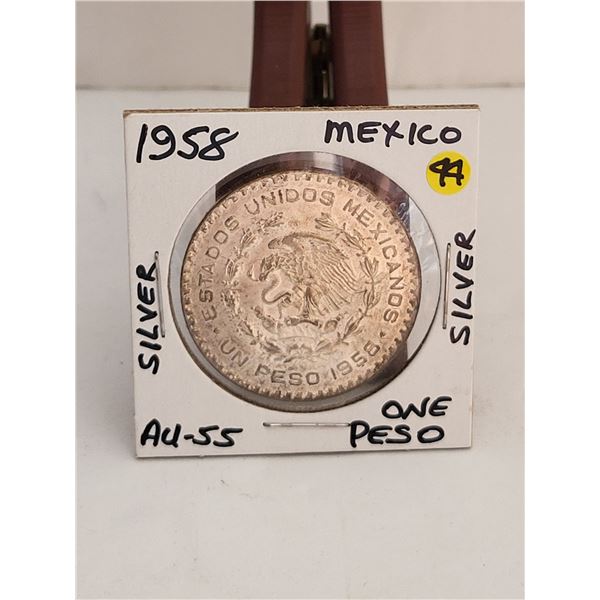 1958 MEXICO
44
SILVER
SILVER
ESTADOS UNIDOS MEXICANOS
UN PESO 1958
AU-55
ONE
PESO